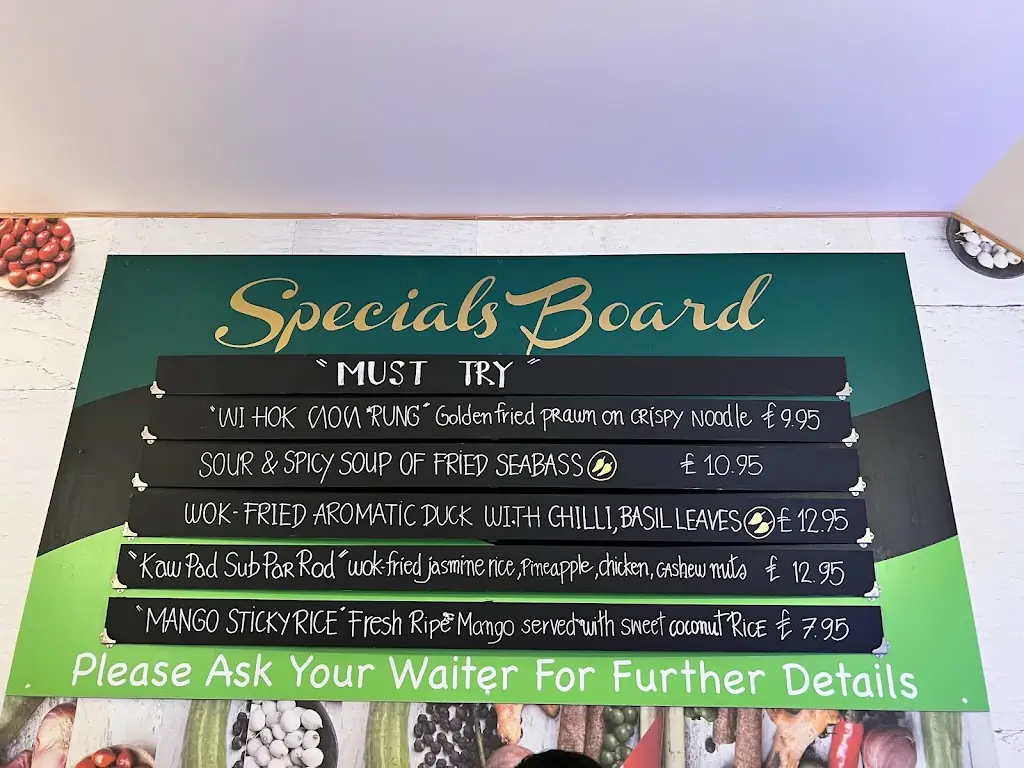 Specials Board
"MUST TRY"
HOK "RUNG" Golden fried prawn on crispy noodle £9.95
SOUR & SPICY SOUP OF FRIED SEABASS £10.95
WOK-FRIED AROMATIC DUCK WITH CHILLI, BASIL LEAVES £12.95
"Kaw Pad Sub Par Rod" wok-fried jasmine rice, Pineapple, chicken, cashew nuts £12.95
"MANGO STICKY RICE" Fresh Ripe Mango served with sweet coconut Rice £7.95
Please Ask Your Waiter For Further Details